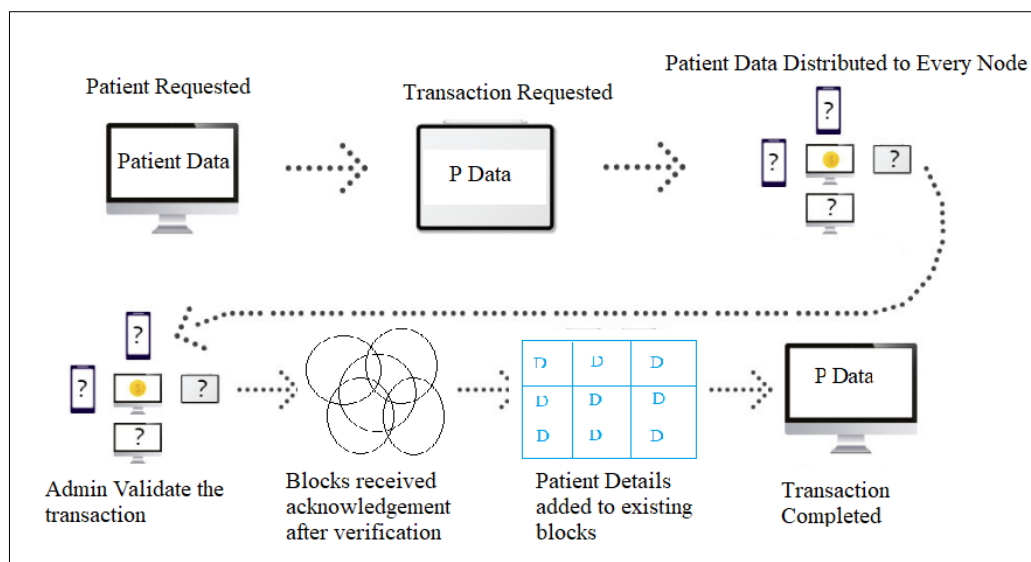 Patient Requested
Patient Data
Transaction Requested
P Data
Patient Data Distributed to Every Node
?
?
$
?
?
?
?
$
?
?
Admin Validate the
transaction
Blocks received
acknowledgement
after verification
D D D
D D D
D D D
Patient Details
added to existing
blocks
P Data
Transaction
Completed